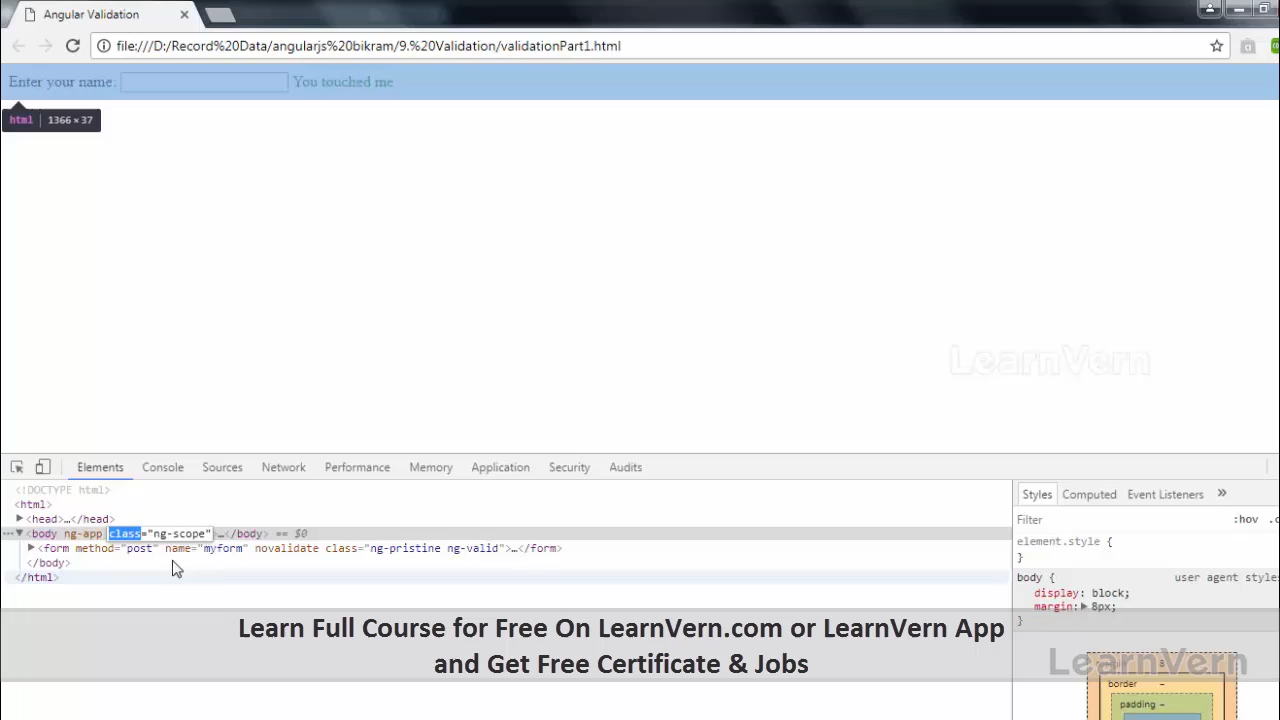 Angular Validation
file:///D:/Record%20Data/angularjs%20bikram/9.%20Validation/validationPart1.html
Enter your name: You touched me
html | 1366 × 37
LearnVern
Elements Console Sources Network Performance Memory Application Security Audits
<!DOCTYPE html>
<html>
<head>…</head>
<body ng-app class="ng-scope" …</body> == $0
<form method="post" name="myform" novalidate class="ng-pristine ng-valid">…</form>
</body>
</html>
Styles Computed Event Listeners »
Filter :hov .c
element.style {
}
body { user agent styles
display: block;
margin: 8px;
}
border –
padding –
Learn Full Course for Free On LearnVern.com or LearnVern App
and Get Free Certificate & Jobs
LearnVern